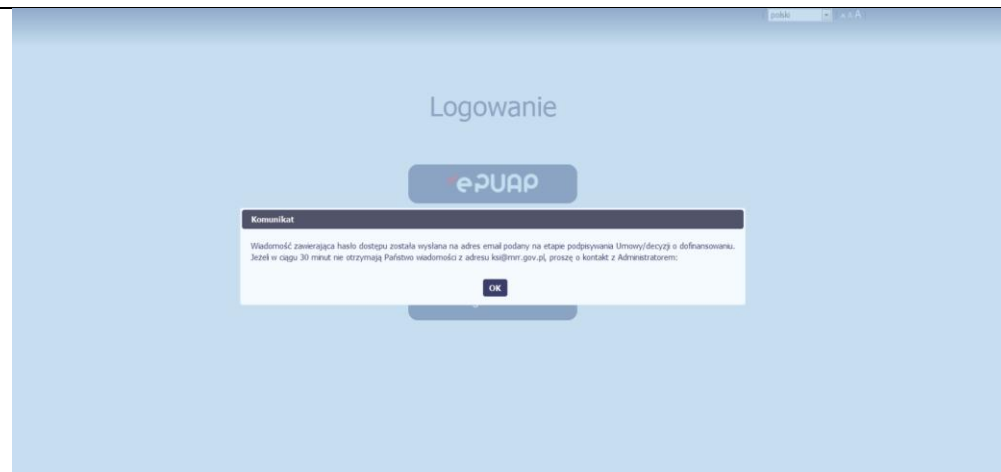 polski A A A
Logowanie
ePUAP
Komunikat
Wiadomość zawierająca hasło dostępu została wysłana na adres email podany na etapie podpisywania Umowy/decyzji o dofinansowaniu.
Jeżeli w ciągu 30 minut nie otrzymają Państwo wiadomości z adresu ksi@mrr.gov.pl, proszę o kontakt z Administratorem:
OK